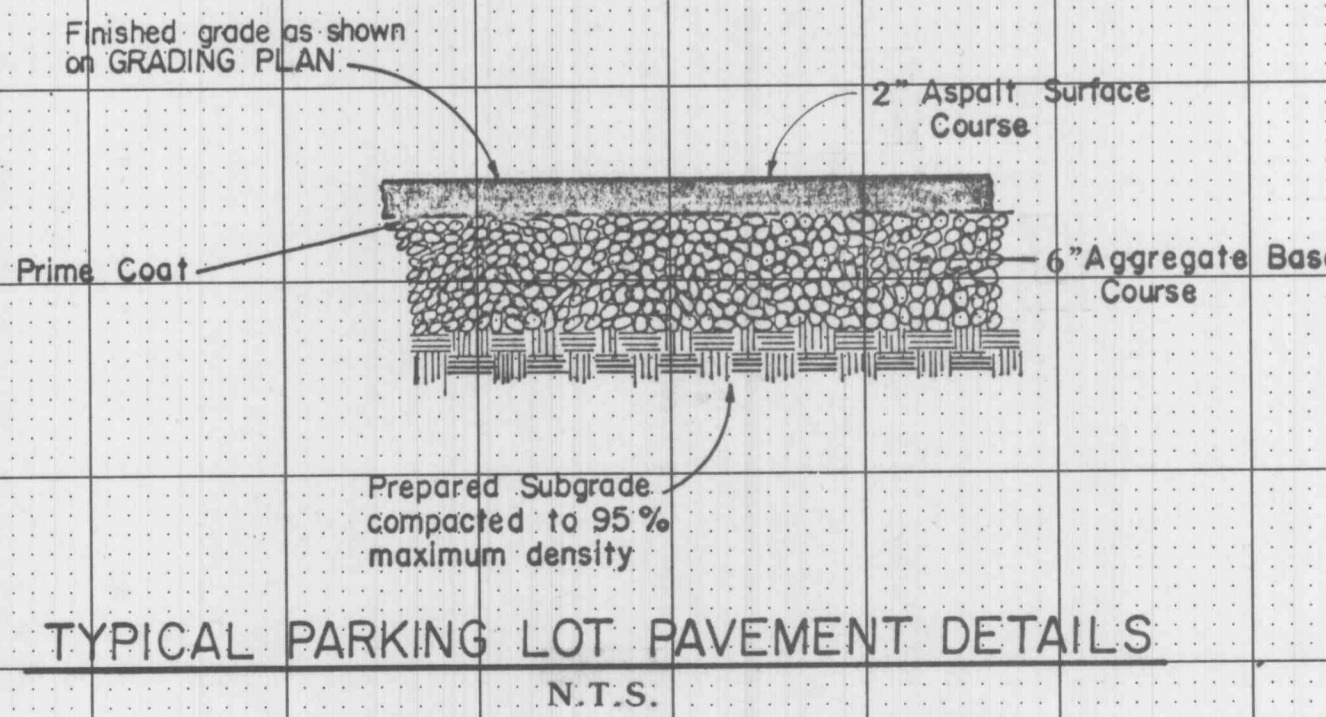 Finished grade as shown
on GRADING PLAN
2" Aspalt Surface
Course
Prime Coat
6" Aggregate Base
Course
Prepared Subgrade
compacted to 95 %
maximum density
TYPICAL PARKING LOT PAVEMENT DETAILS
N.T.S.